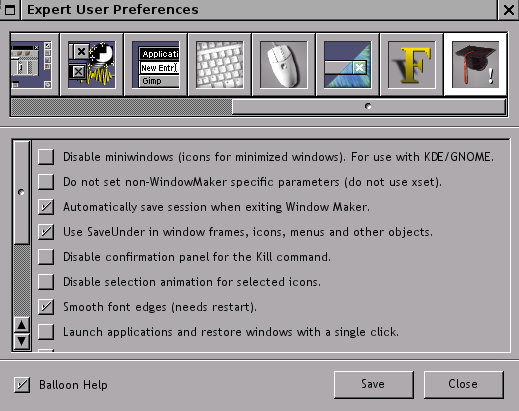 Expert User Preferences
Applicati
New Entr
Gimp
F
!
Disable miniwindows (icons for minimized windows). For use with KDE/GNOME.
Do not set non-WindowMaker specific parameters (do not use xset).
Automatically save session when exiting Window Maker.
Use SaveUnder in window frames, icons, menus and other objects.
Disable confirmation panel for the Kill command.
Disable selection animation for selected icons.
Smooth font edges (needs restart).
Launch applications and restore windows with a single click.
Balloon Help
Save
Close